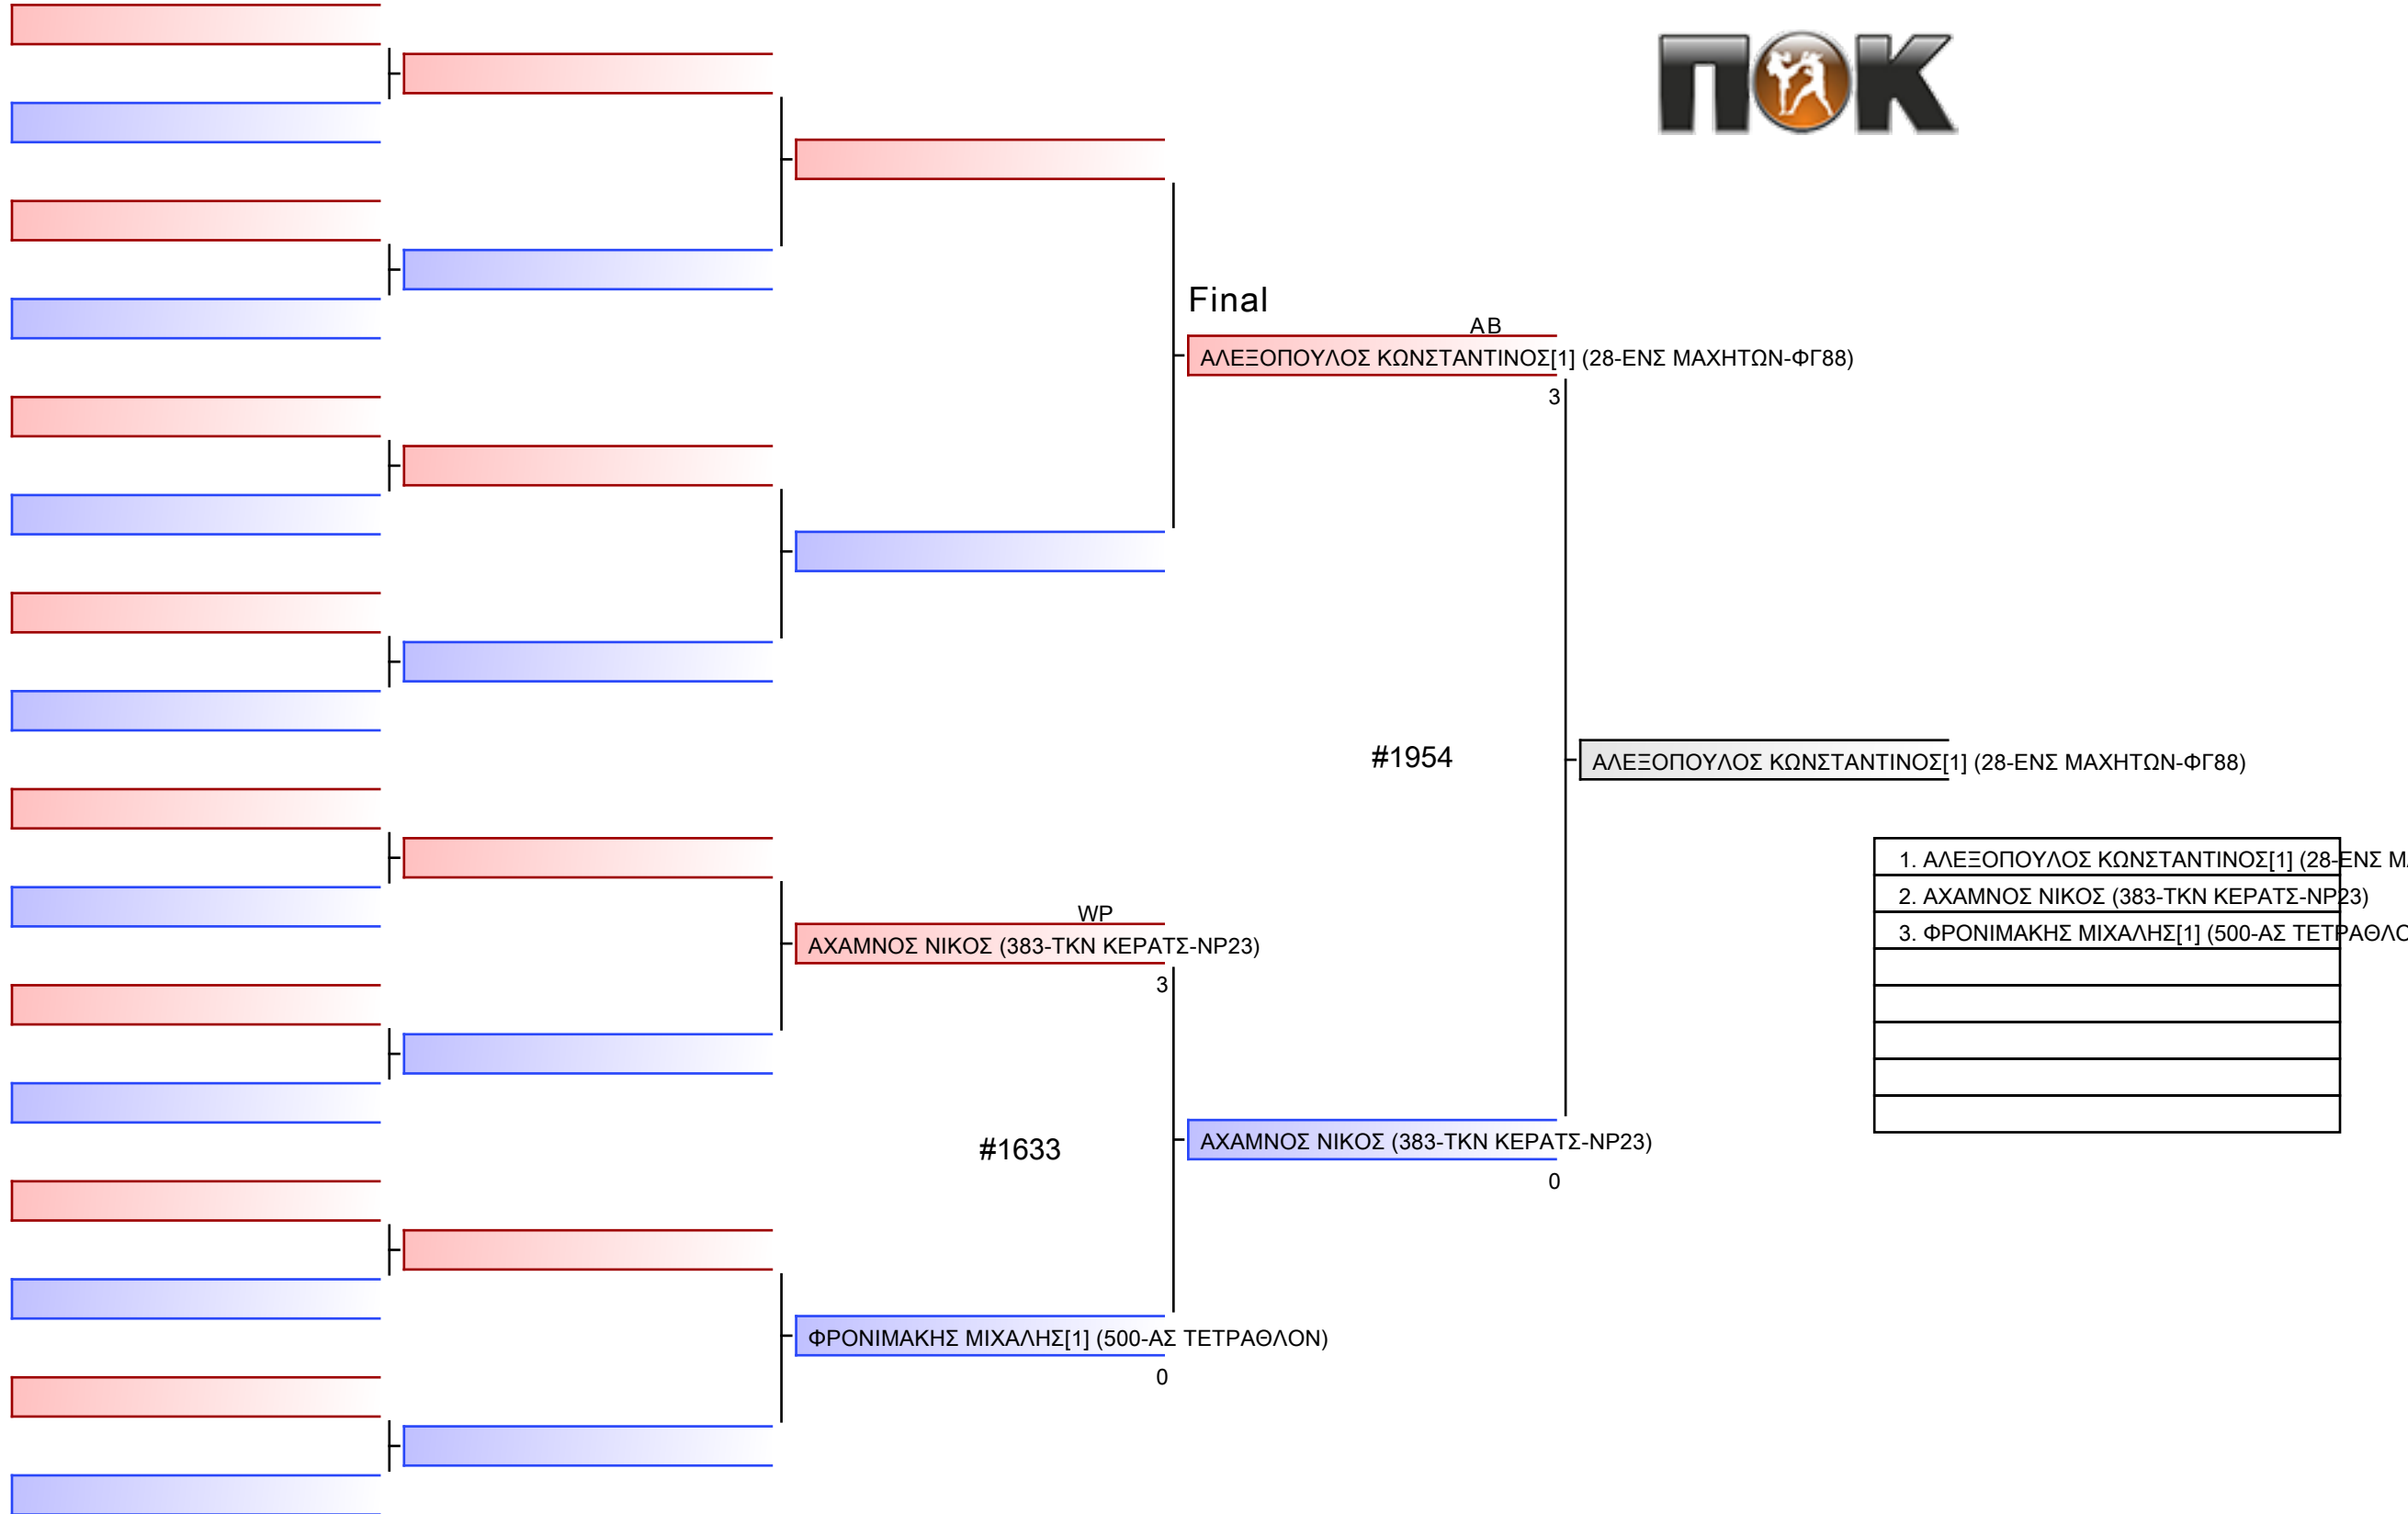 ΠΟΚ
Final
AB
ΑΛΕΞΟΠΟΥΛΟΣ ΚΩΝΣΤΑΝΤΙΝΟΣ[1] (28-ΕΝΣ ΜΑΧΗΤΩΝ-ΦΓ88)
3
#1954
ΑΛΕΞΟΠΟΥΛΟΣ ΚΩΝΣΤΑΝΤΙΝΟΣ[1] (28-ΕΝΣ ΜΑΧΗΤΩΝ-ΦΓ88)
1. ΑΛΕΞΟΠΟΥΛΟΣ ΚΩΝΣΤΑΝΤΙΝΟΣ[1] (28-ΕΝΣ Μ
2. ΑΧΑΜΝΟΣ ΝΙΚΟΣ (383-ΤΚΝ ΚΕΡΑΤΣ-ΝΡ23)
3. ΦΡΟΝΙΜΑΚΗΣ ΜΙΧΑΛΗΣ[1] (500-ΑΣ ΤΕΤΡΑΘΛΟ
WP
ΑΧΑΜΝΟΣ ΝΙΚΟΣ (383-ΤΚΝ ΚΕΡΑΤΣ-ΝΡ23)
3
#1633
ΑΧΑΜΝΟΣ ΝΙΚΟΣ (383-ΤΚΝ ΚΕΡΑΤΣ-ΝΡ23)
0
ΦΡΟΝΙΜΑΚΗΣ ΜΙΧΑΛΗΣ[1] (500-ΑΣ ΤΕΤΡΑΘΛΟΝ)
0